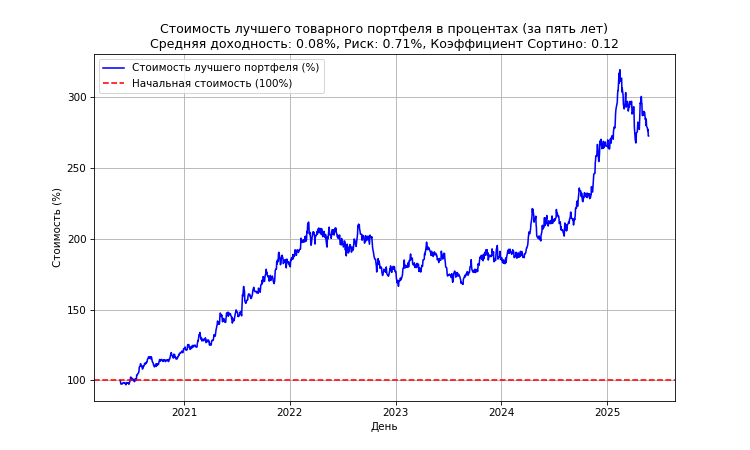 Стоимость лучшего товарного портфеля в процентах (за пять лет)
Средняя доходность: 0.08%, Риск: 0.71%, Коэффициент Сортино: 0.12
Стоимость лучшего портфеля (%)
Начальная стоимость (100%)
Стоимость (%)
300
250
200
150
100
2021 2022 2023 2024 2025
День